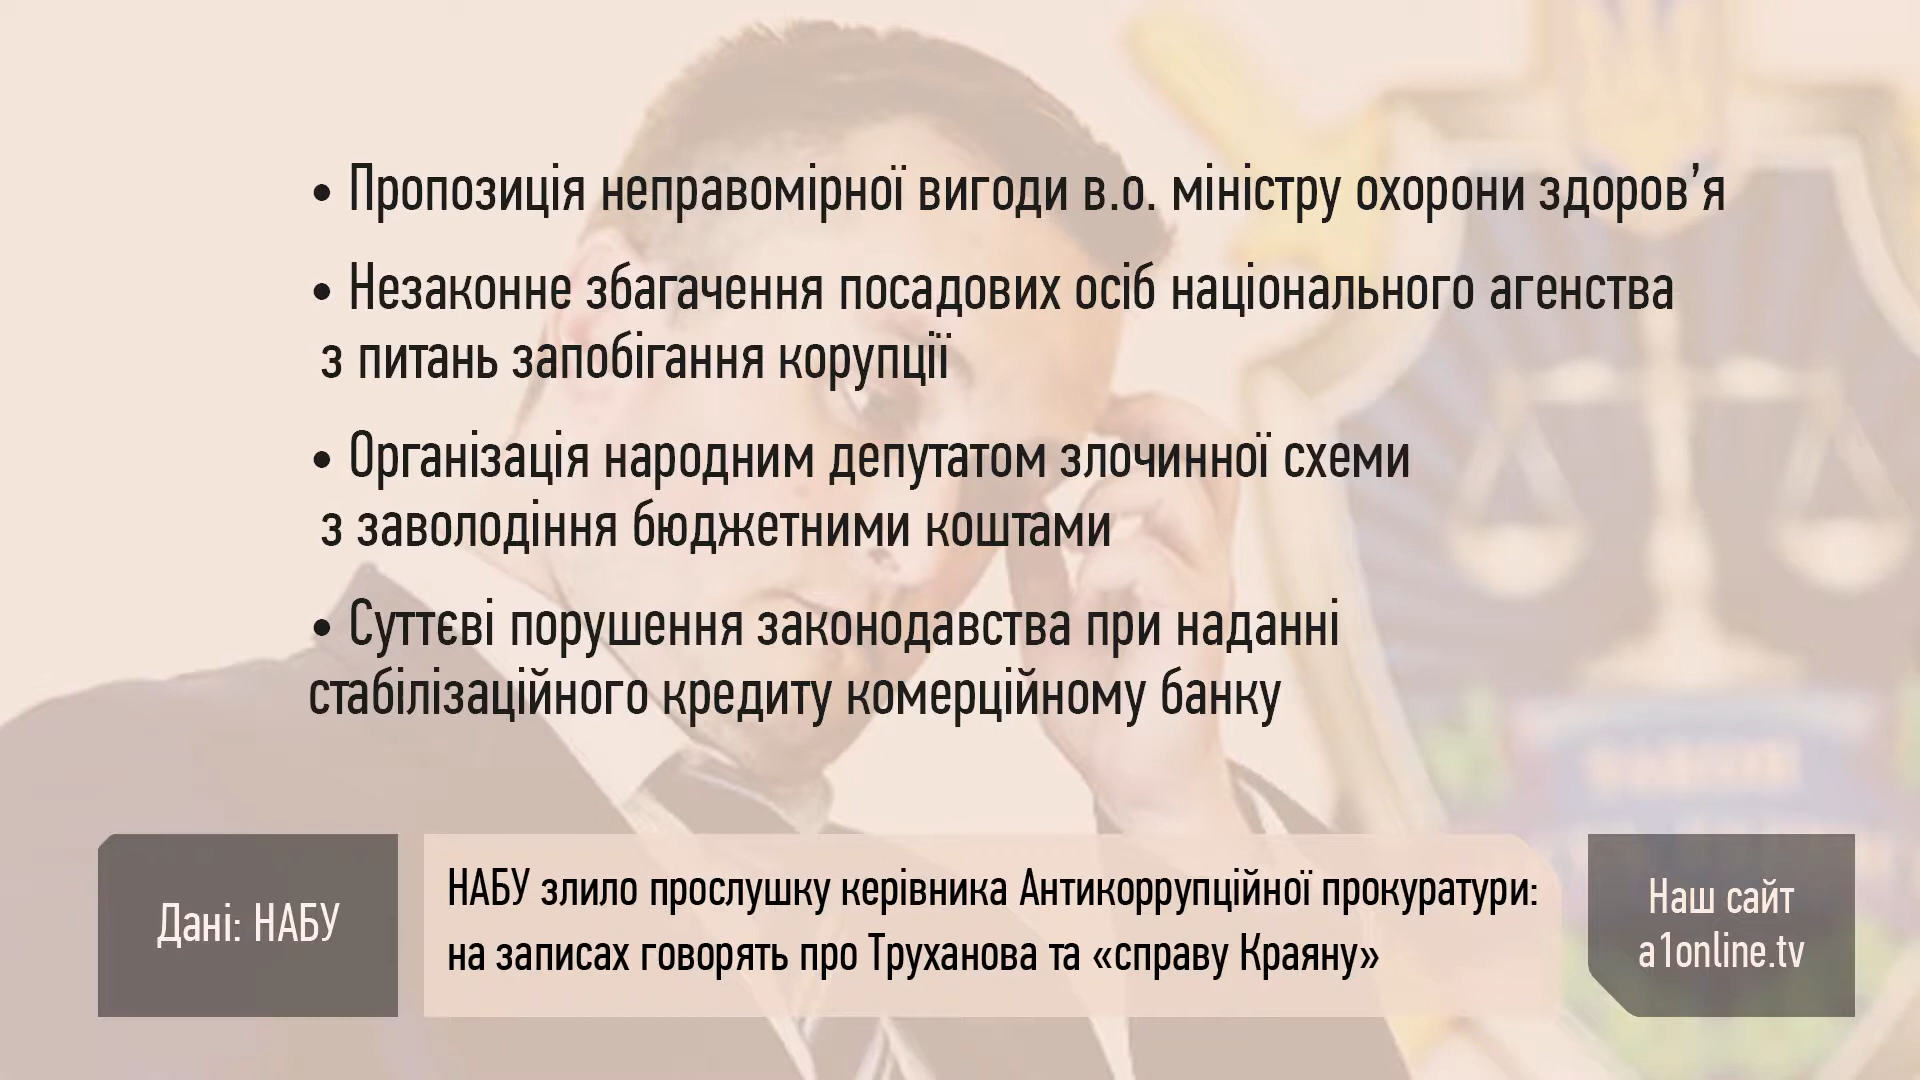 • Пропозиція неправомірної вигоди в.о. міністру охорони здоров’я
• Незаконне збагачення посадових осіб національного агенства
з питань запобігання корупції
• Організація народним депутатом злочинної схеми
з заволодіння бюджетними коштами
• Суттєві порушення законодавства при наданні
стабілізаційного кредиту комерційному банку
Дані: НАБУ
НАБУ злило прослушку керівника Антикоррупційної прокуратури:
на записах говорять про Труханова та «справу Краяну»
Наш сайт
a1online.tv